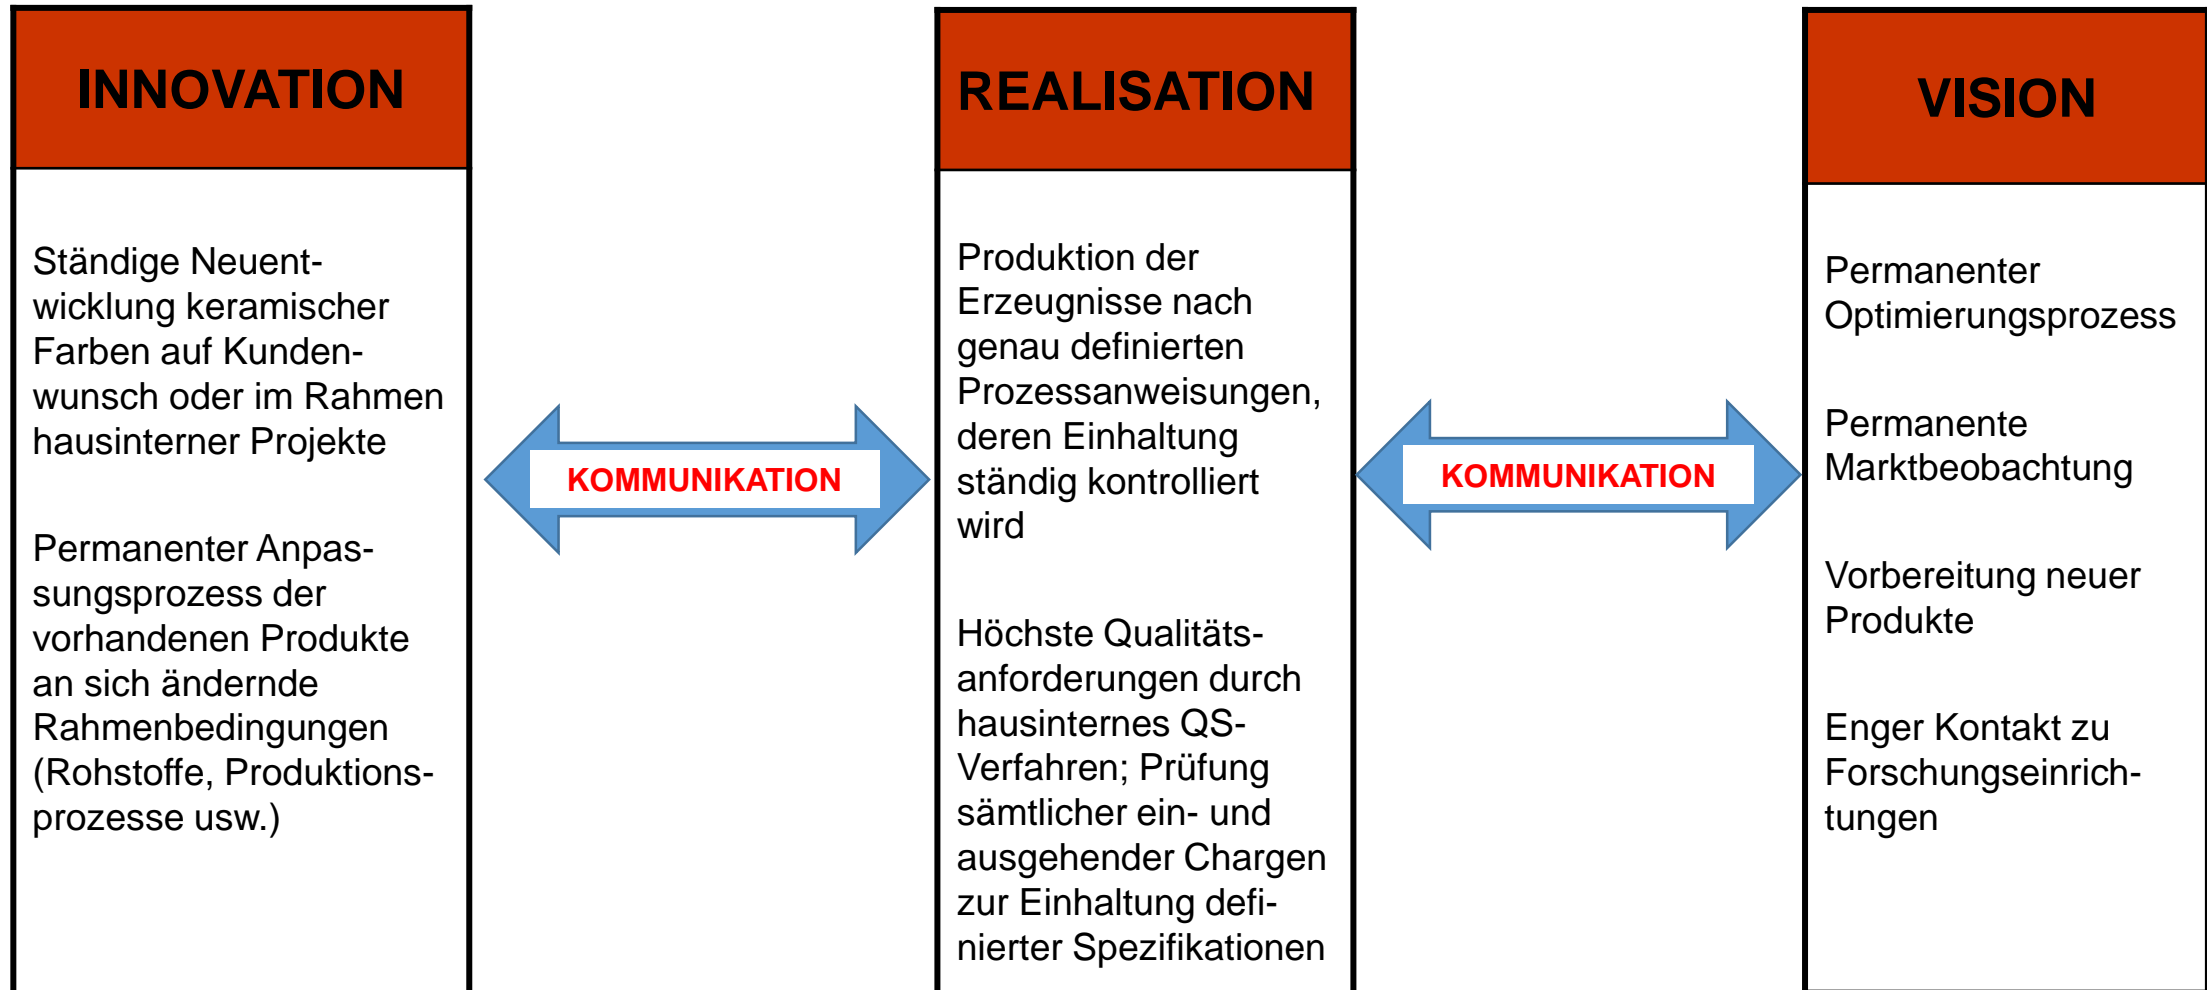 INNOVATION
Ständige Neuent-
wicklung keramischer
Farben auf Kunden-
wunsch oder im Rahmen
hausinterner Projekte
Permanenter Anpas-
sungsprozess der
vorhandenen Produkte
an sich ändernde
Rahmenbedingungen
(Rohstoffe, Produktions-
prozesse usw.)
KOMMUNIKATION
REALISATION
Produktion der
Erzeugnisse nach
genau definierten
Prozessanweisungen,
deren Einhaltung
ständig kontrolliert
wird
Höchste Qualitäts-
anforderungen durch
hausinternes QS-
Verfahren; Prüfung
sämtlicher ein- und
ausgehender Chargen
zur Einhaltung defi-
nierter Spezifikationen
KOMMUNIKATION
VISION
Permanenter
Optimierungsprozess
Permanente
Marktbeobachtung
Vorbereitung neuer
Produkte
Enger Kontakt zu
Forschungseinrich-
tungen